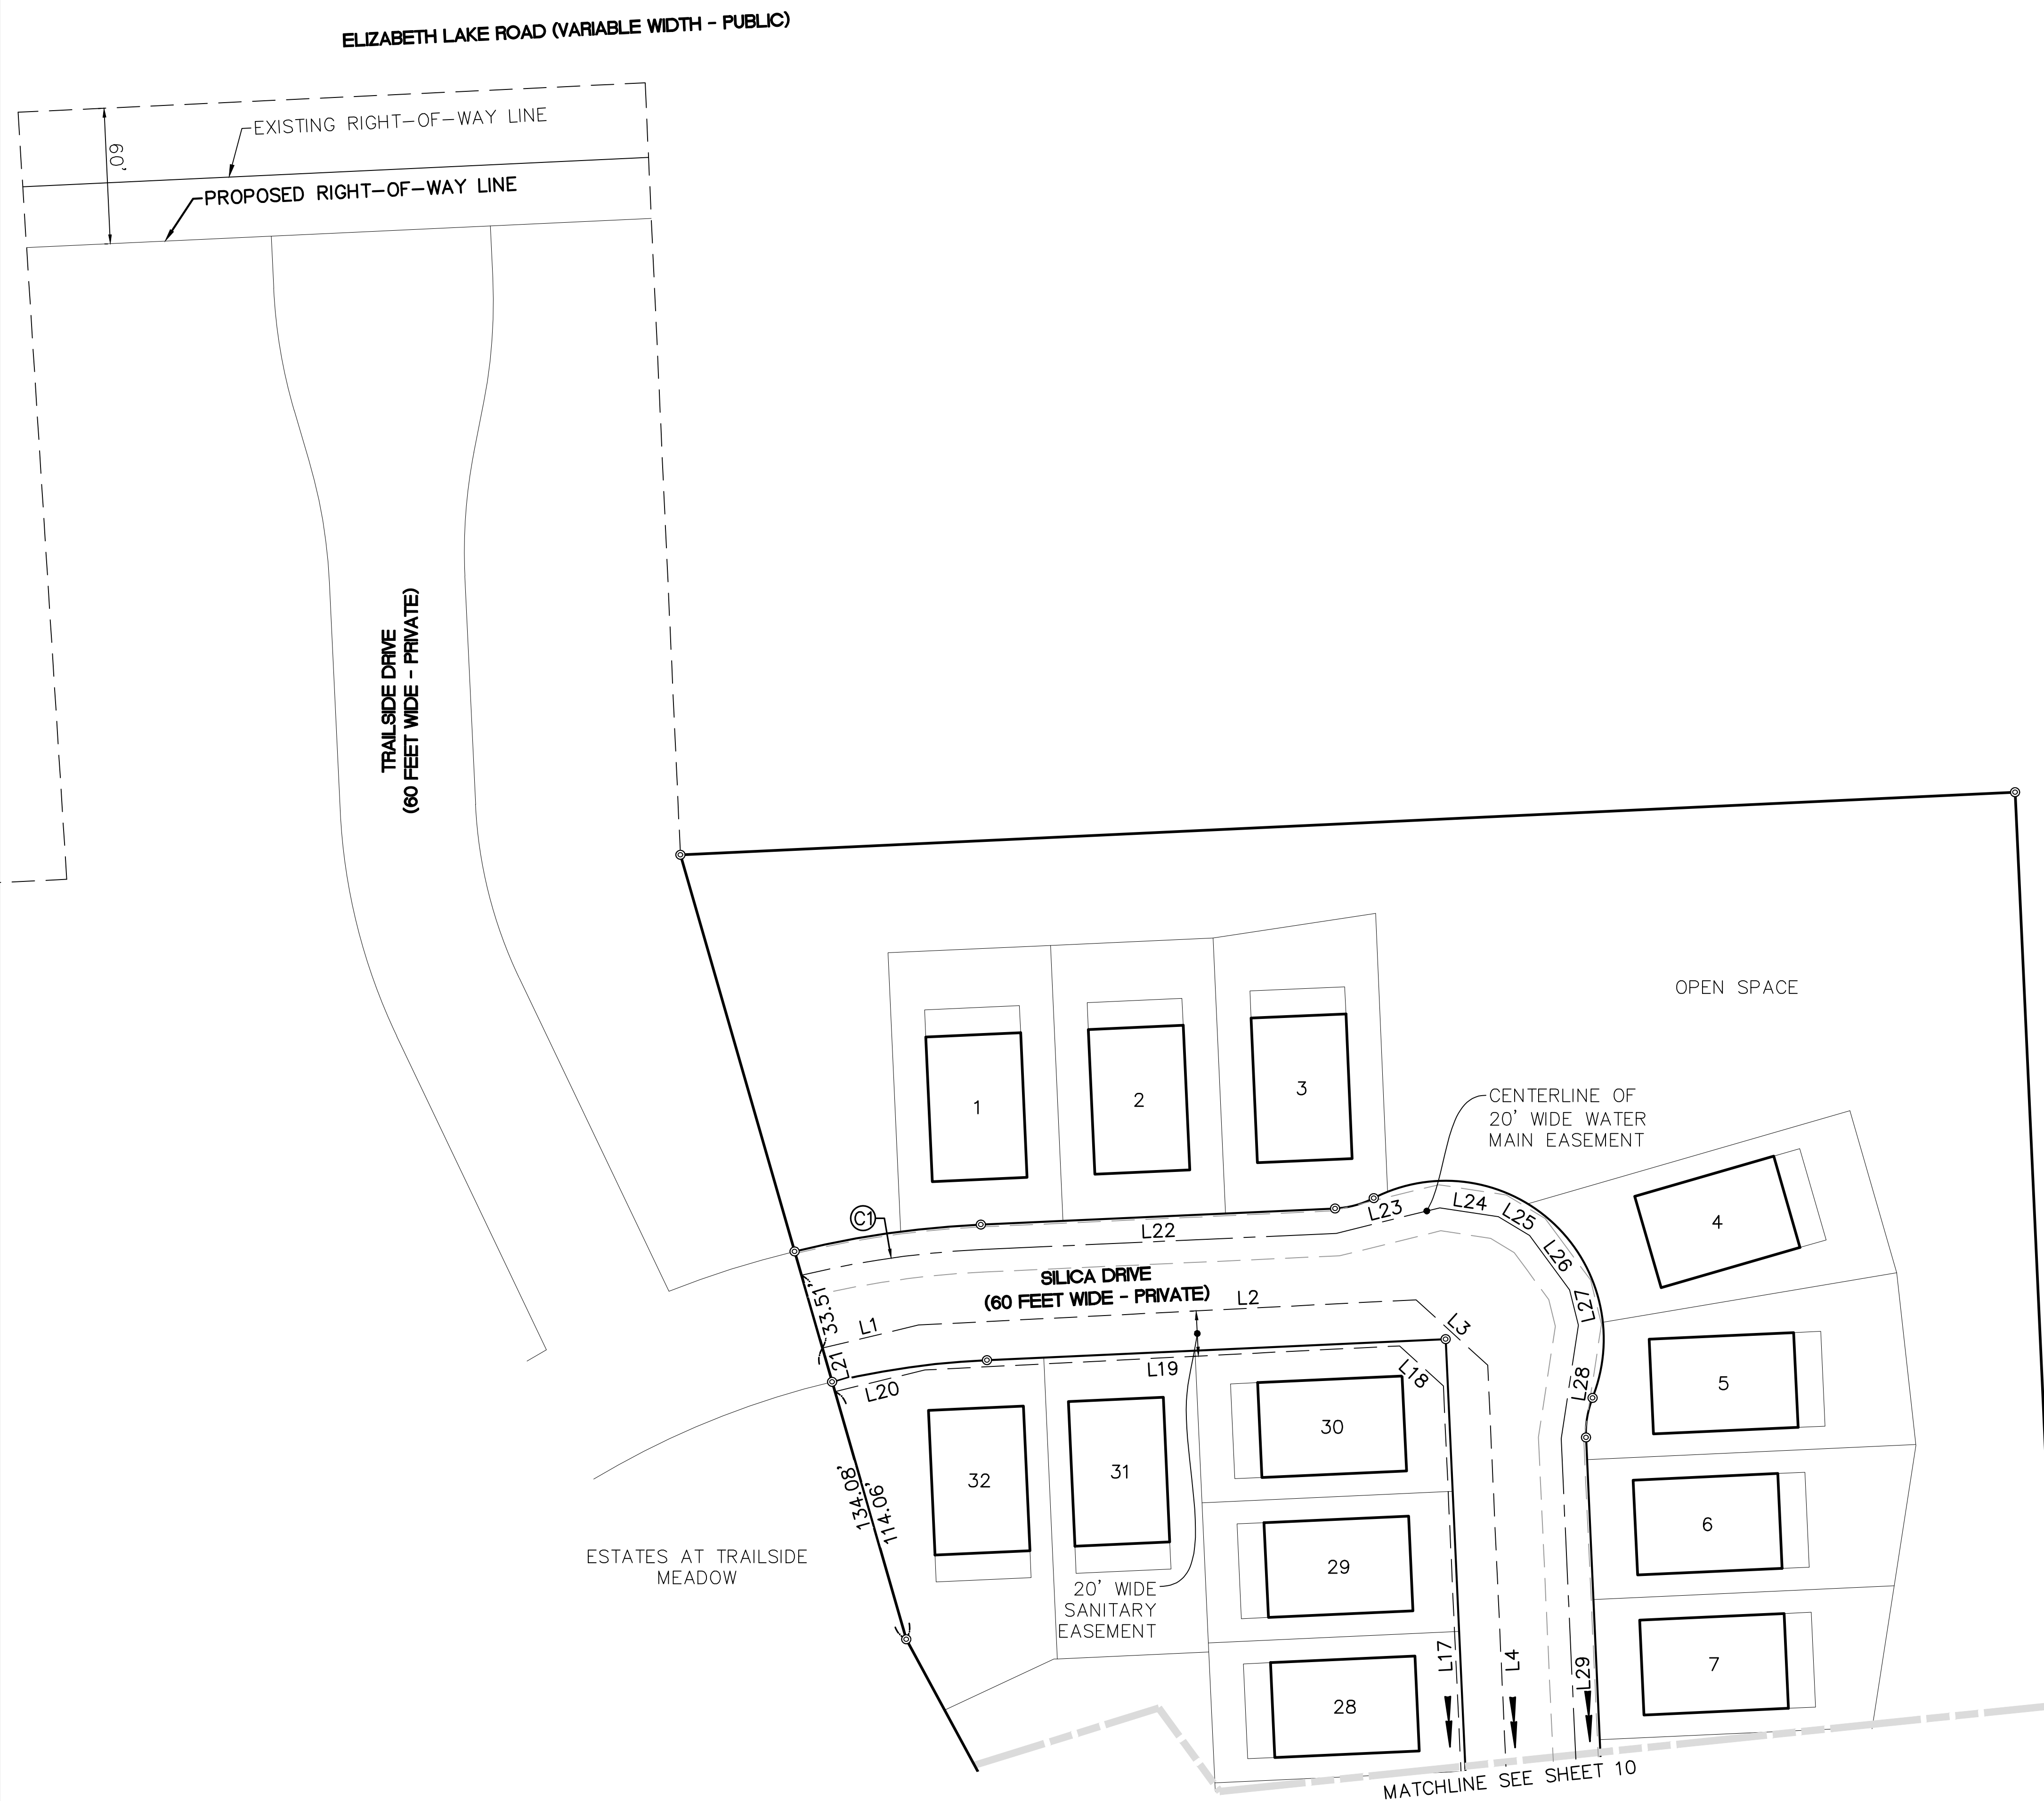 ELIZABETH LAKE ROAD (VARIABLE WIDTH - PUBLIC)
EXISTING RIGHT-OF-WAY LINE
60'
PROPOSED RIGHT-OF-WAY LINE
TRAILSIDE DRIVE
(60 FEET WIDE - PRIVATE)
OPEN SPACE
1
2
3
CENTERLINE OF
20' WIDE WATER
MAIN EASEMENT
4
C1
L22
L23
L24
L25
L26
L27
L28
SILICA DRIVE
(60 FEET WIDE - PRIVATE)
33.51'
L1
L2
L3
L21
L20
L19
L18
5
30
31
32
134.08'
114.06'
6
29
ESTATES AT TRAILSIDE
MEADOW
20' WIDE
SANITARY
EASEMENT
L17
L4
L29
7
28
MATCHLINE SEE SHEET 10